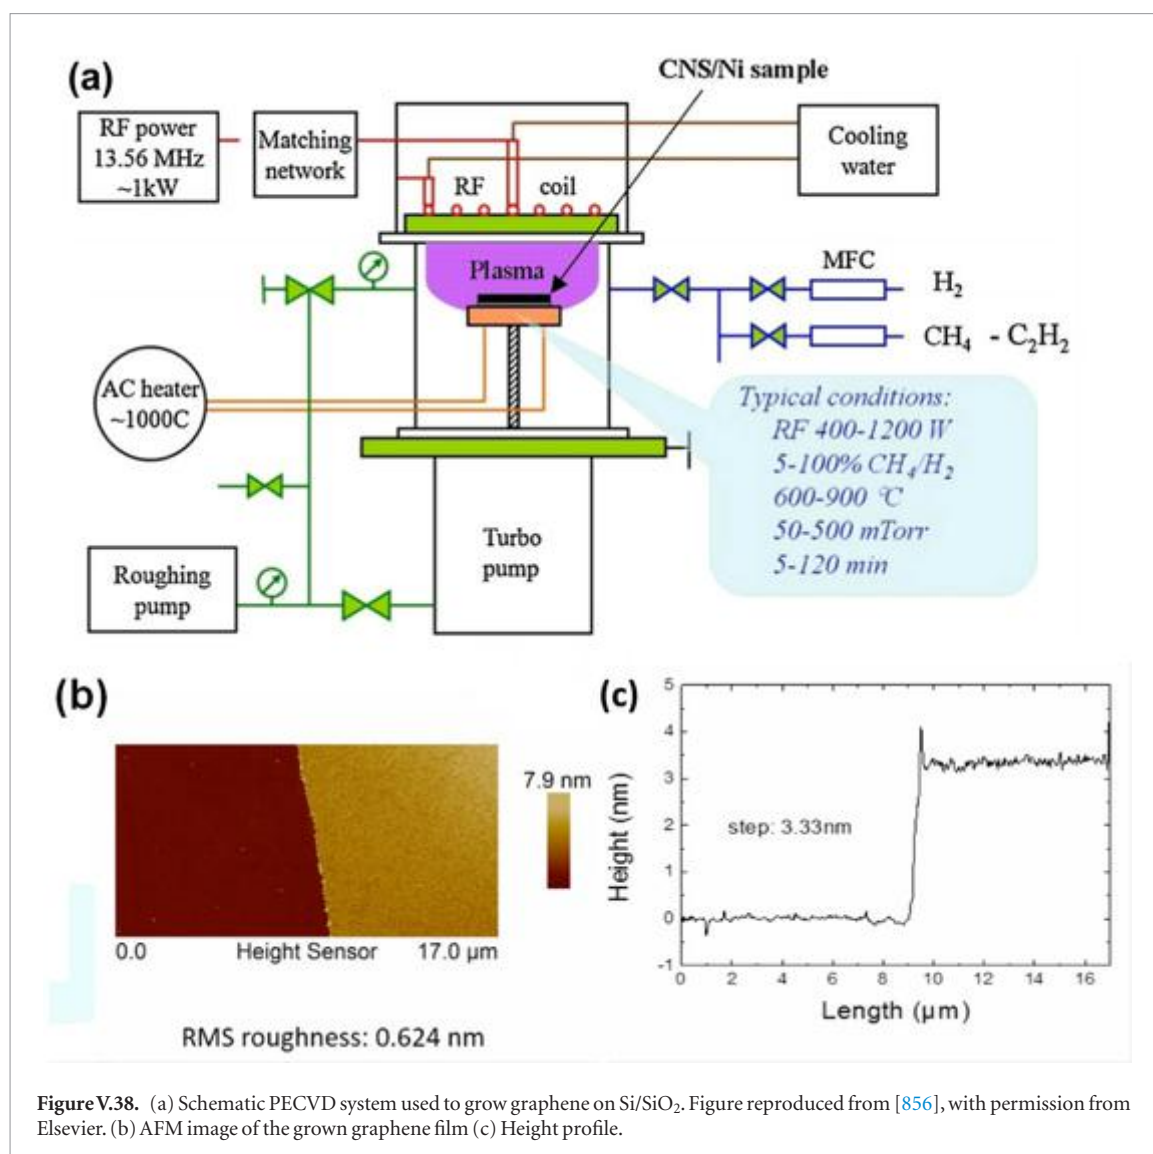 (a)
CNS/Ni sample
RF power
13.56 MHz
~1kW
Matching
network
Cooling
water
RF coil
Plasma
MFC
H₂
CH₄ - C₂H₂
AC heater
~1000C
Typical conditions:
RF 400-1200 W
5-100% CH₄/H₂
600-900 ℃
50-500 mTorr
5-120 min
Turbo
pump
Roughing
pump
(b)
7.9 nm
0.0 Height Sensor 17.0 µm
RMS roughness: 0.624 nm
(c)
5
4
3
2
1
0
-1
Height (nm)
step: 3.33nm
0 2 4 6 8 10 12 14 16
Length (µm)
Figure V.38. (a) Schematic PECVD system used to grow graphene on Si/SiO₂. Figure reproduced from [856], with permission from
Elsevier. (b) AFM image of the grown graphene film (c) Height profile.